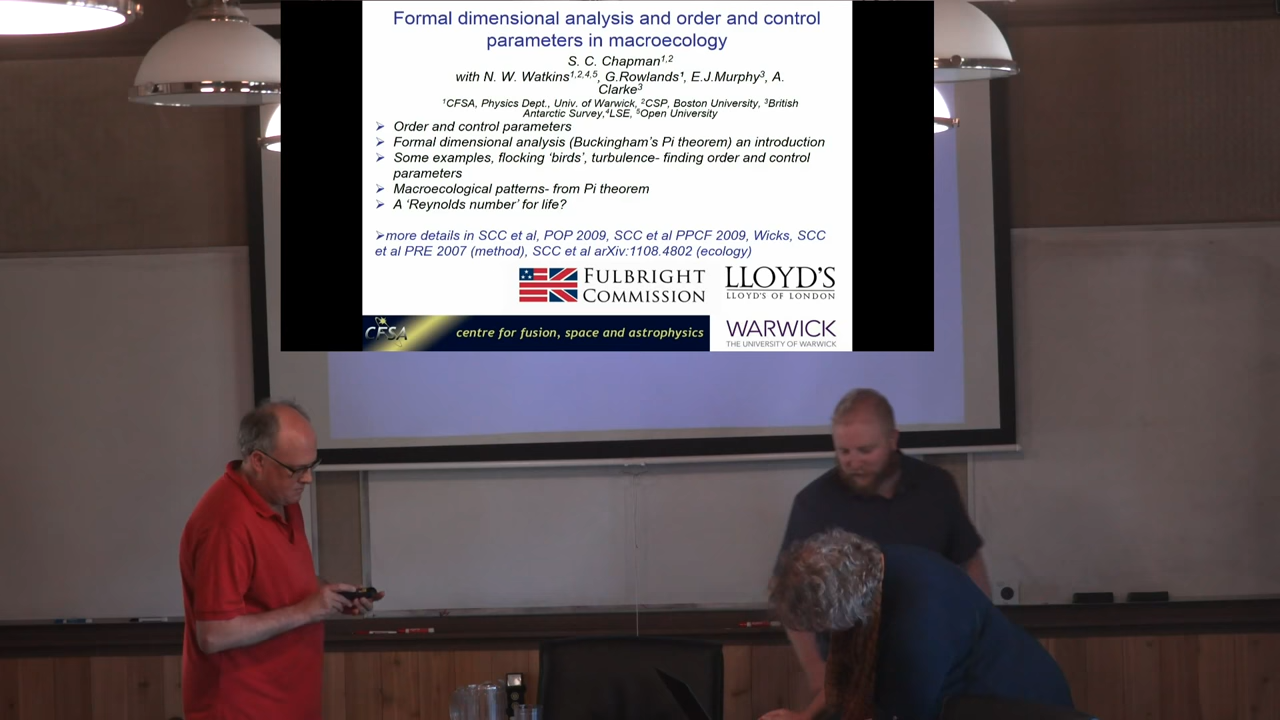 Formal dimensional analysis and order and control
parameters in macroecology
S. C. Chapman1,2
with N. W. Watkins1,2,4,5, G.Rowlands1, E.J.Murphy3, A.
Clarke3
1CFSA, Physics Dept., Univ. of Warwick, 2CSP, Boston University, 3British
Antarctic Survey,4LSE, 5Open University
➢ Order and control parameters
➢ Formal dimensional analysis (Buckingham's Pi theorem) an introduction
➢ Some examples, flocking 'birds', turbulence- finding order and control
parameters
➢ Macroecological patterns- from Pi theorem
➢ A 'Reynolds number' for life?
➢more details in SCC et al, POP 2009, SCC et al PPCF 2009, Wicks, SCC
et al PRE 2007 (method), SCC et al arXiv:1108.4802 (ecology)
FULBRIGHT
COMMISSION
LLOYD'S
LLOYD'S OF LONDON
CFSA
centre for fusion, space and astrophysics
WARWICK
THE UNIVERSITY OF WARWICK